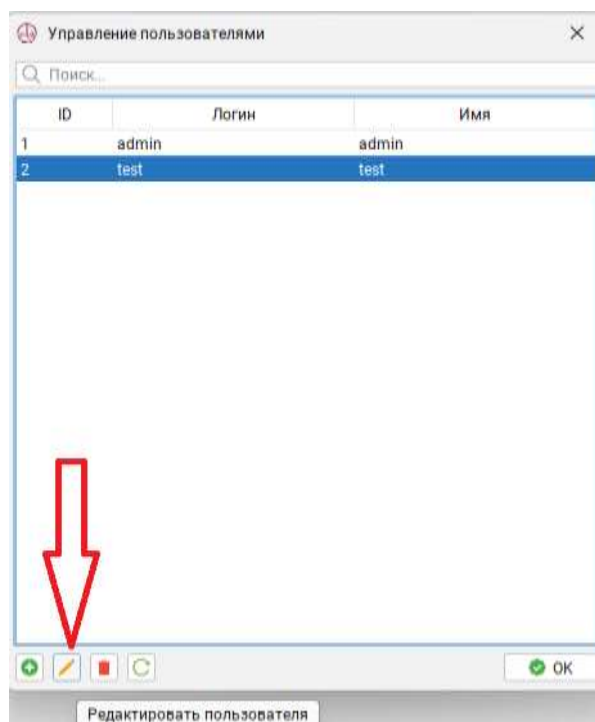 Управление пользователями
Поиск...
ID Логин Имя
1 admin admin
2 test test
OK
Редактировать пользователя